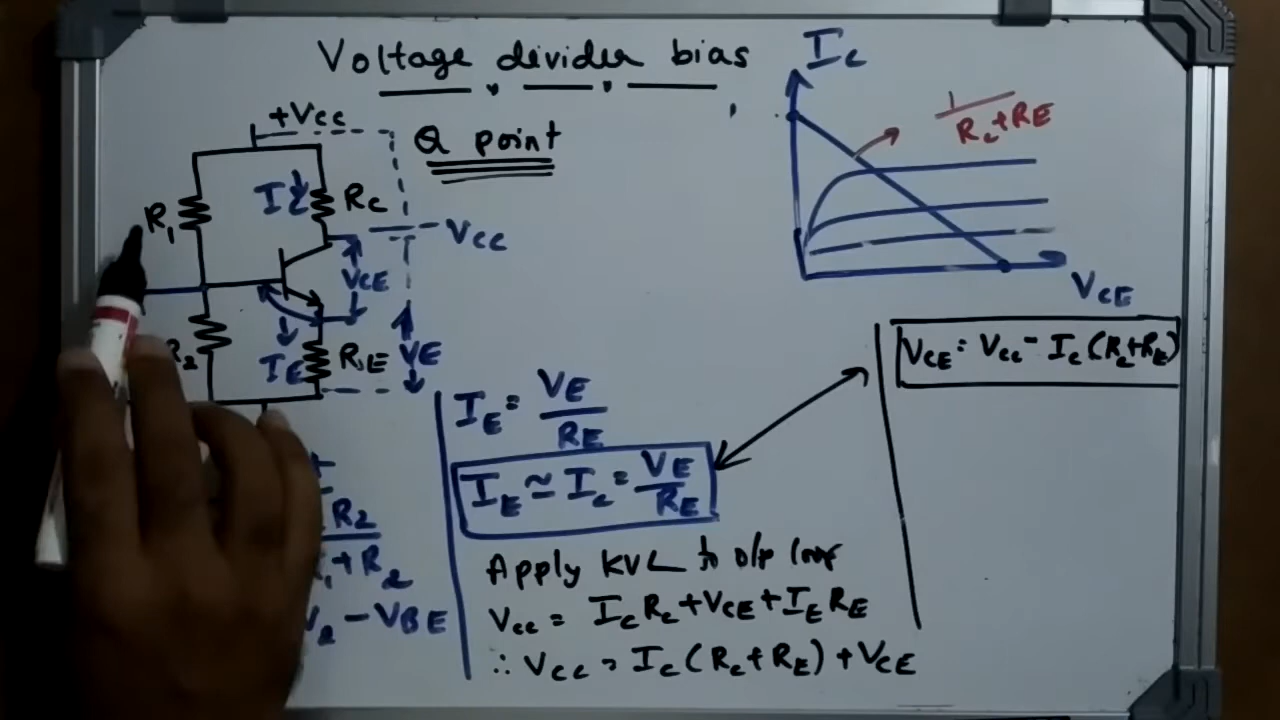 Voltage divider bias
Q point
+Vcc
R1
IC
Rc
Vcc
VCE
IE
RE
VE
R2
R2
+ R2
- VBE
IE = VE / RE
IE ≃ Ic = VE / RE
Apply KVL to o/p loop
Vcc = IcRc + VCE + IERE
∴ Vcc = Ic(Rc+RE) + VCE
Ic
1 / Rc+RE
VCE
VCE = Vcc - Ic(Rc+RE)